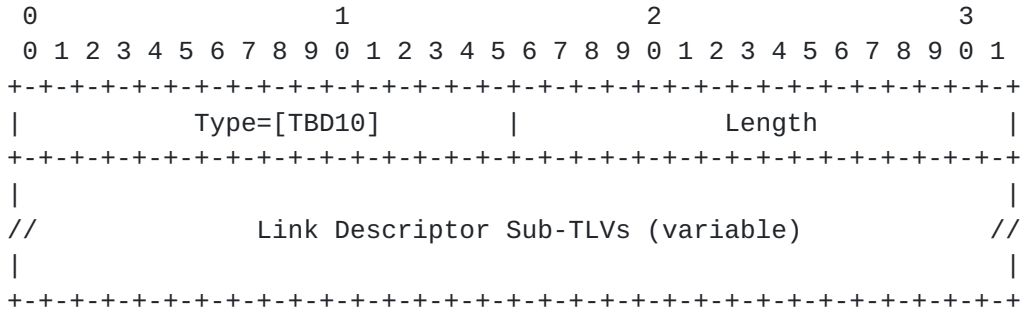 0                   1                   2                   3
 0 1 2 3 4 5 6 7 8 9 0 1 2 3 4 5 6 7 8 9 0 1 2 3 4 5 6 7 8 9 0 1
+-+-+-+-+-+-+-+-+-+-+-+-+-+-+-+-+-+-+-+-+-+-+-+-+-+-+-+-+-+-+-+-+
|           Type=[TBD10]        |             Length            |
+-+-+-+-+-+-+-+-+-+-+-+-+-+-+-+-+-+-+-+-+-+-+-+-+-+-+-+-+-+-+-+-+
|                                                               |
//              Link Descriptor Sub-TLVs (variable)            //
|                                                               |
+-+-+-+-+-+-+-+-+-+-+-+-+-+-+-+-+-+-+-+-+-+-+-+-+-+-+-+-+-+-+-+-+